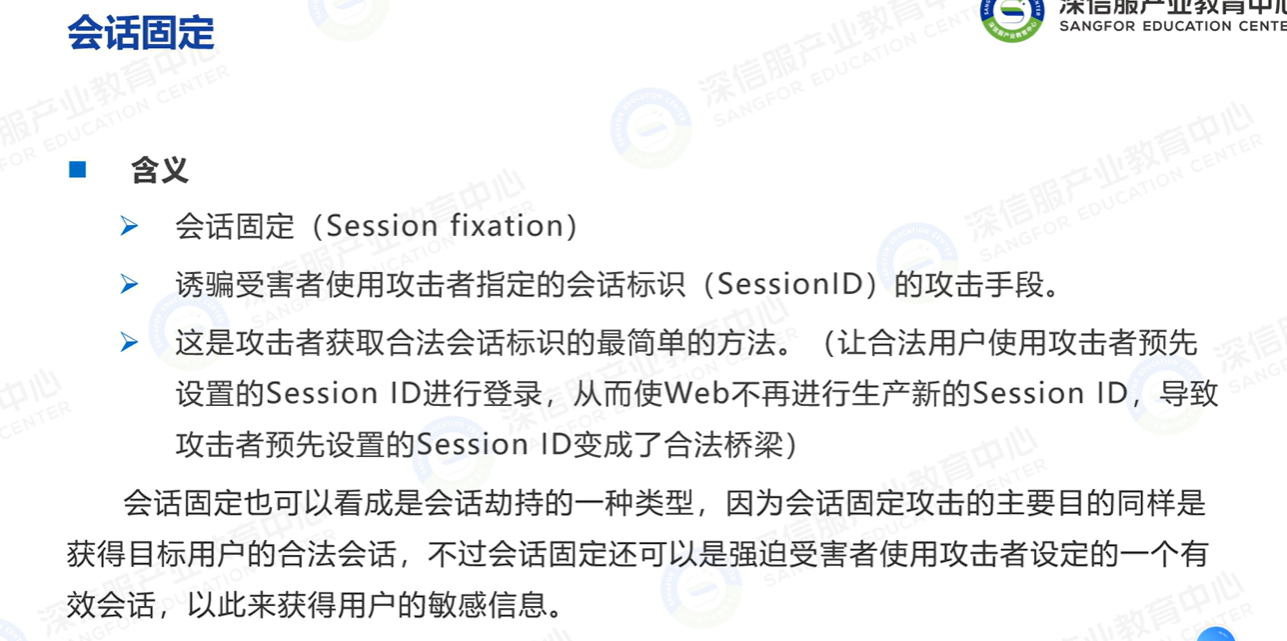 会话固定
深信服产业教育中心
SANGFOR EDUCATION CENTE
含义
会话固定（Session fixation）
诱骗受害者使用攻击者指定的会话标识（SessionID）的攻击手段。
这是攻击者获取合法会话标识的最简单的方法。（让合法用户使用攻击者预先
设置的Session ID进行登录，从而使Web不再进行生产新的Session ID，导致
攻击者预先设置的Session ID变成了合法桥梁）
会话固定也可以看成是会话劫持的一种类型，因为会话固定攻击的主要目的同样是
获得目标用户的合法会话，不过会话固定还可以是强迫受害者使用攻击者设定的一个有
效会话，以此来获得用户的敏感信息。